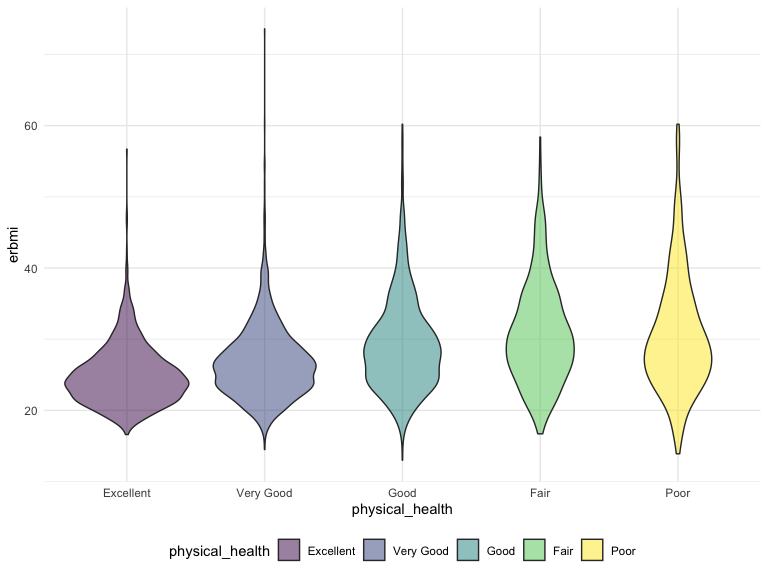 60
40
20
erbmi
Excellent Very Good Good Fair Poor
physical_health
physical_health Excellent Very Good Good Fair Poor